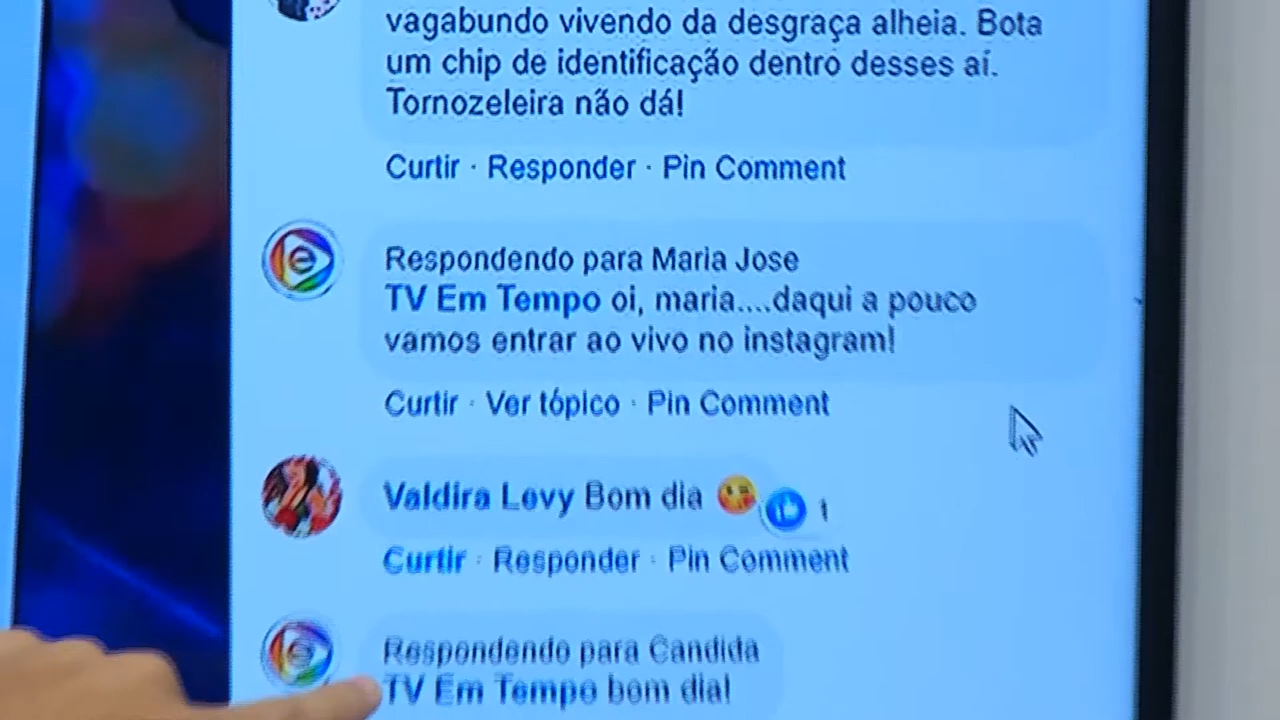 vagabundo vivendo da desgraça alheia. Bota
um chip de identificação dentro desses aí.
Tornozeleira não dá!
Curtir · Responder · Pin Comment
Respondendo para Maria Jose
TV Em Tempo oi, maria....daqui a pouco
vamos entrar ao vivo no instagram!
Curtir · Ver tópico · Pin Comment
Valdira Levy Bom dia 😘 1
Curtir · Responder · Pin Comment
Respondendo para Candida
TV Em Tempo bom dia!